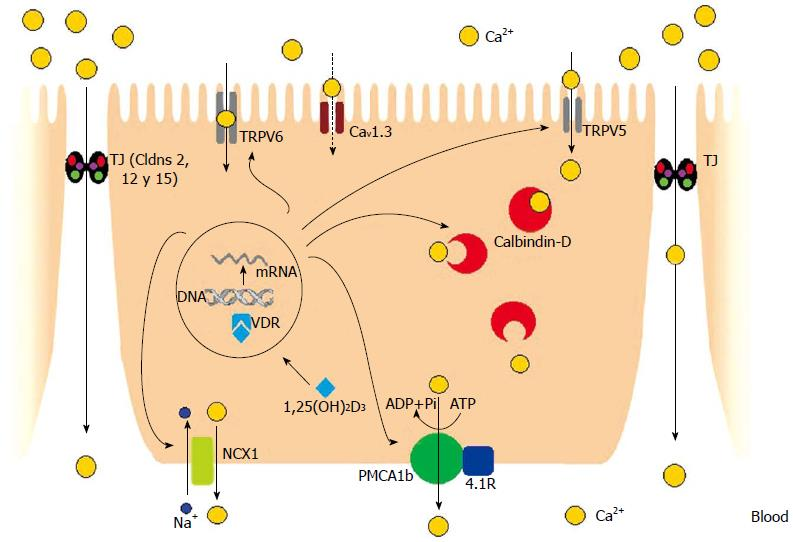 Ca²⁺
TRPV6
Caᵥ1.3
TRPV5
TJ (Cldns 2,
12 y 15)
TJ
Calbindin-D
mRNA
DNA
VDR
1,25(OH)₂D₃
ADP+Pi
ATP
NCX1
PMCA1b
4.1R
Na⁺
Ca²⁺
Blood